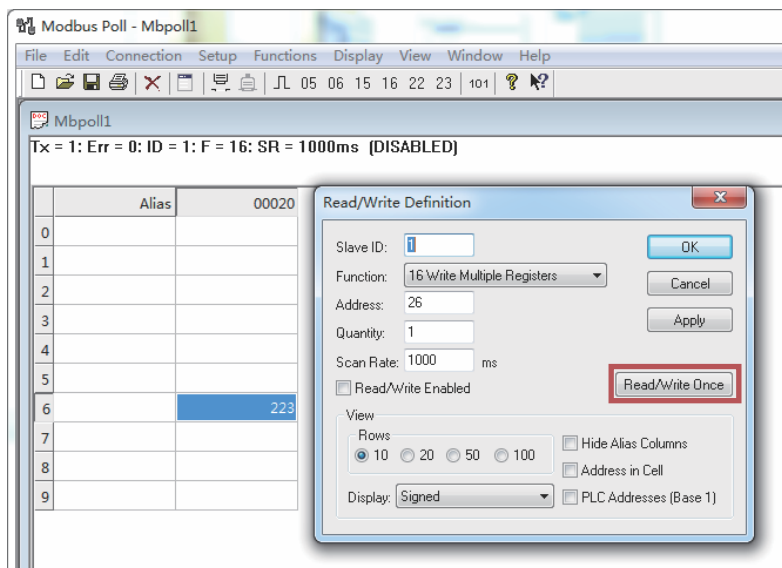 Modbus Poll - Mbpoll1
File Edit Connection Setup Functions Display View Window Help
05 06 15 16 22 23 101
Mbpoll1
Tx = 1: Err = 0: ID = 1: F = 16: SR = 1000ms (DISABLED)
Alias 00020
0
1
2
3
4
5
6 223
7
8
9
Read/Write Definition
Slave ID: 1
OK
Function: 16 Write Multiple Registers
Cancel
Address: 26
Apply
Quantity: 1
Scan Rate: 1000 ms
Read/Write Enabled
Read/Write Once
View
Rows
10 20 50 100
Hide Alias Columns
Address in Cell
Display: Signed
PLC Addresses (Base 1)